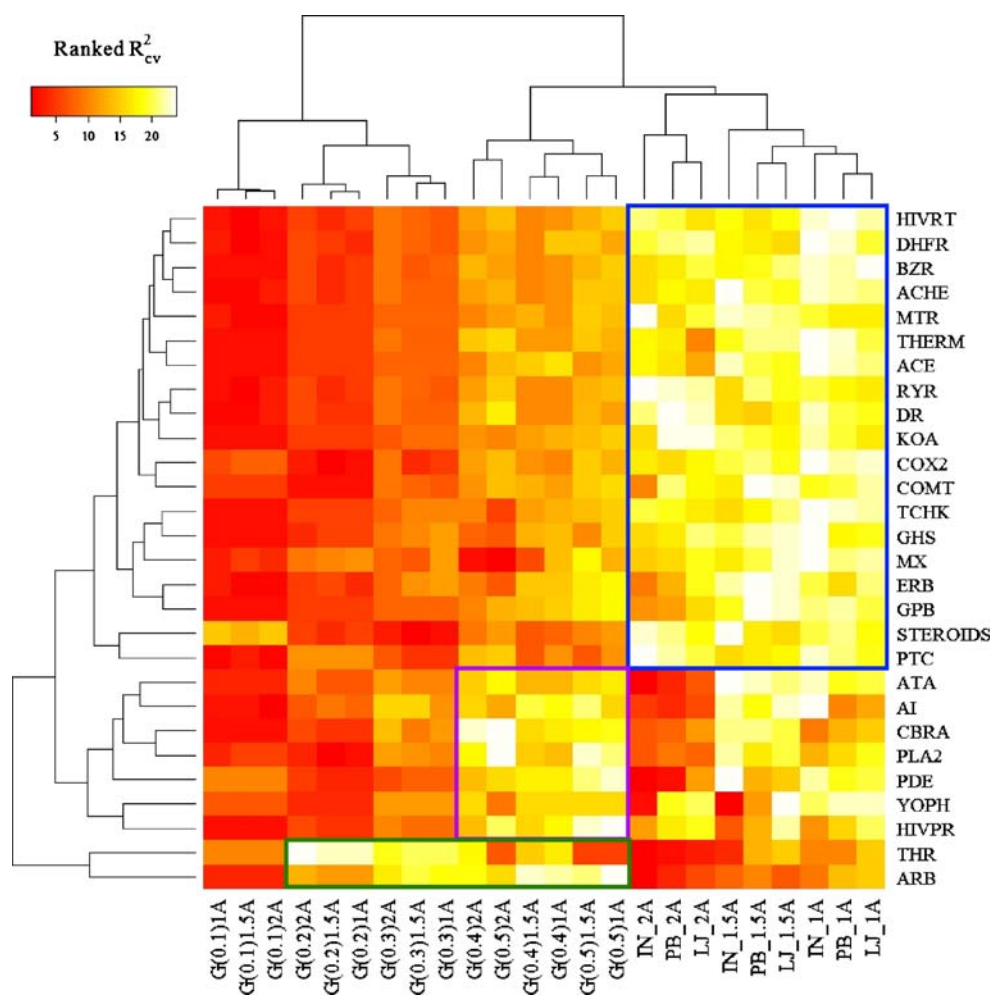 Ranked R²cv
5 10 15 20
HIVRT
DHFR
BZR
ACHE
MTR
THERM
ACE
RYR
DR
KOA
COX2
COMT
TCHK
GHS
MX
ERB
GPB
STEROIDS
PTC
ATA
AI
CBRA
PLA2
PDE
YOPH
HIVPR
THR
ARB
G(0.1)1A
G(0.1)1.5A
G(0.1)2A
G(0.2)2A
G(0.2)1.5A
G(0.2)1A
G(0.3)2A
G(0.3)1.5A
G(0.3)1A
G(0.4)2A
G(0.5)2A
G(0.4)1.5A
G(0.4)1A
G(0.5)1.5A
G(0.5)1A
IN_2A
PB_2A
LJ_2A
IN_1.5A
PB_1.5A
LJ_1.5A
IN_1A
PB_1A
LJ_1A